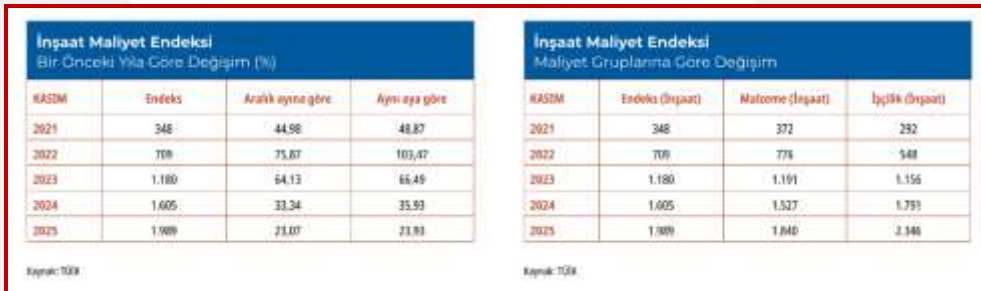 İnşaat Maliyet Endeksi
Bir Önceki Yıla Göre Değişim (%)
KASIM Endeks Aralık ayına göre Aynı aya göre
2021 348 44,98 48,87
2022 709 75,87 103,47
2023 1.180 64,13 66,49
2024 1.605 33,34 35,93
2025 1.989 23,07 23,93
Kaynak: TÜİK
İnşaat Maliyet Endeksi
Maliyet Gruplarına Göre Değişim
KASIM Endeks (İnşaat) Malzeme (İnşaat) İşçilik (İnşaat)
2021 348 372 292
2022 709 776 548
2023 1.180 1.191 1.156
2024 1.605 1.527 1.791
2025 1.989 1.840 2.346
Kaynak: TÜİK